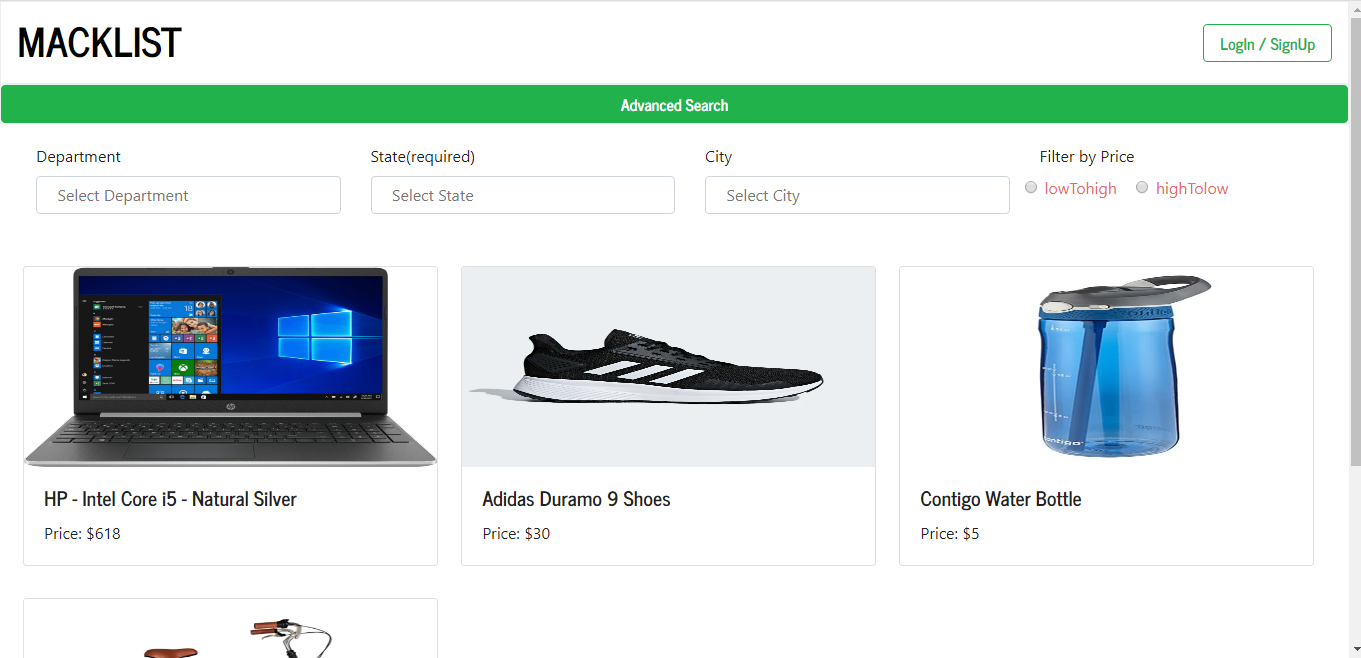 MACKLIST
LogIn / SignUp
Advanced Search
Department
State(required)
City
Filter by Price
Select Department
Select State
Select City
lowTohigh
highTolow
hp
contigo
HP - Intel Core i5 - Natural Silver
Adidas Duramo 9 Shoes
Contigo Water Bottle
Price: $618
Price: $30
Price: $5